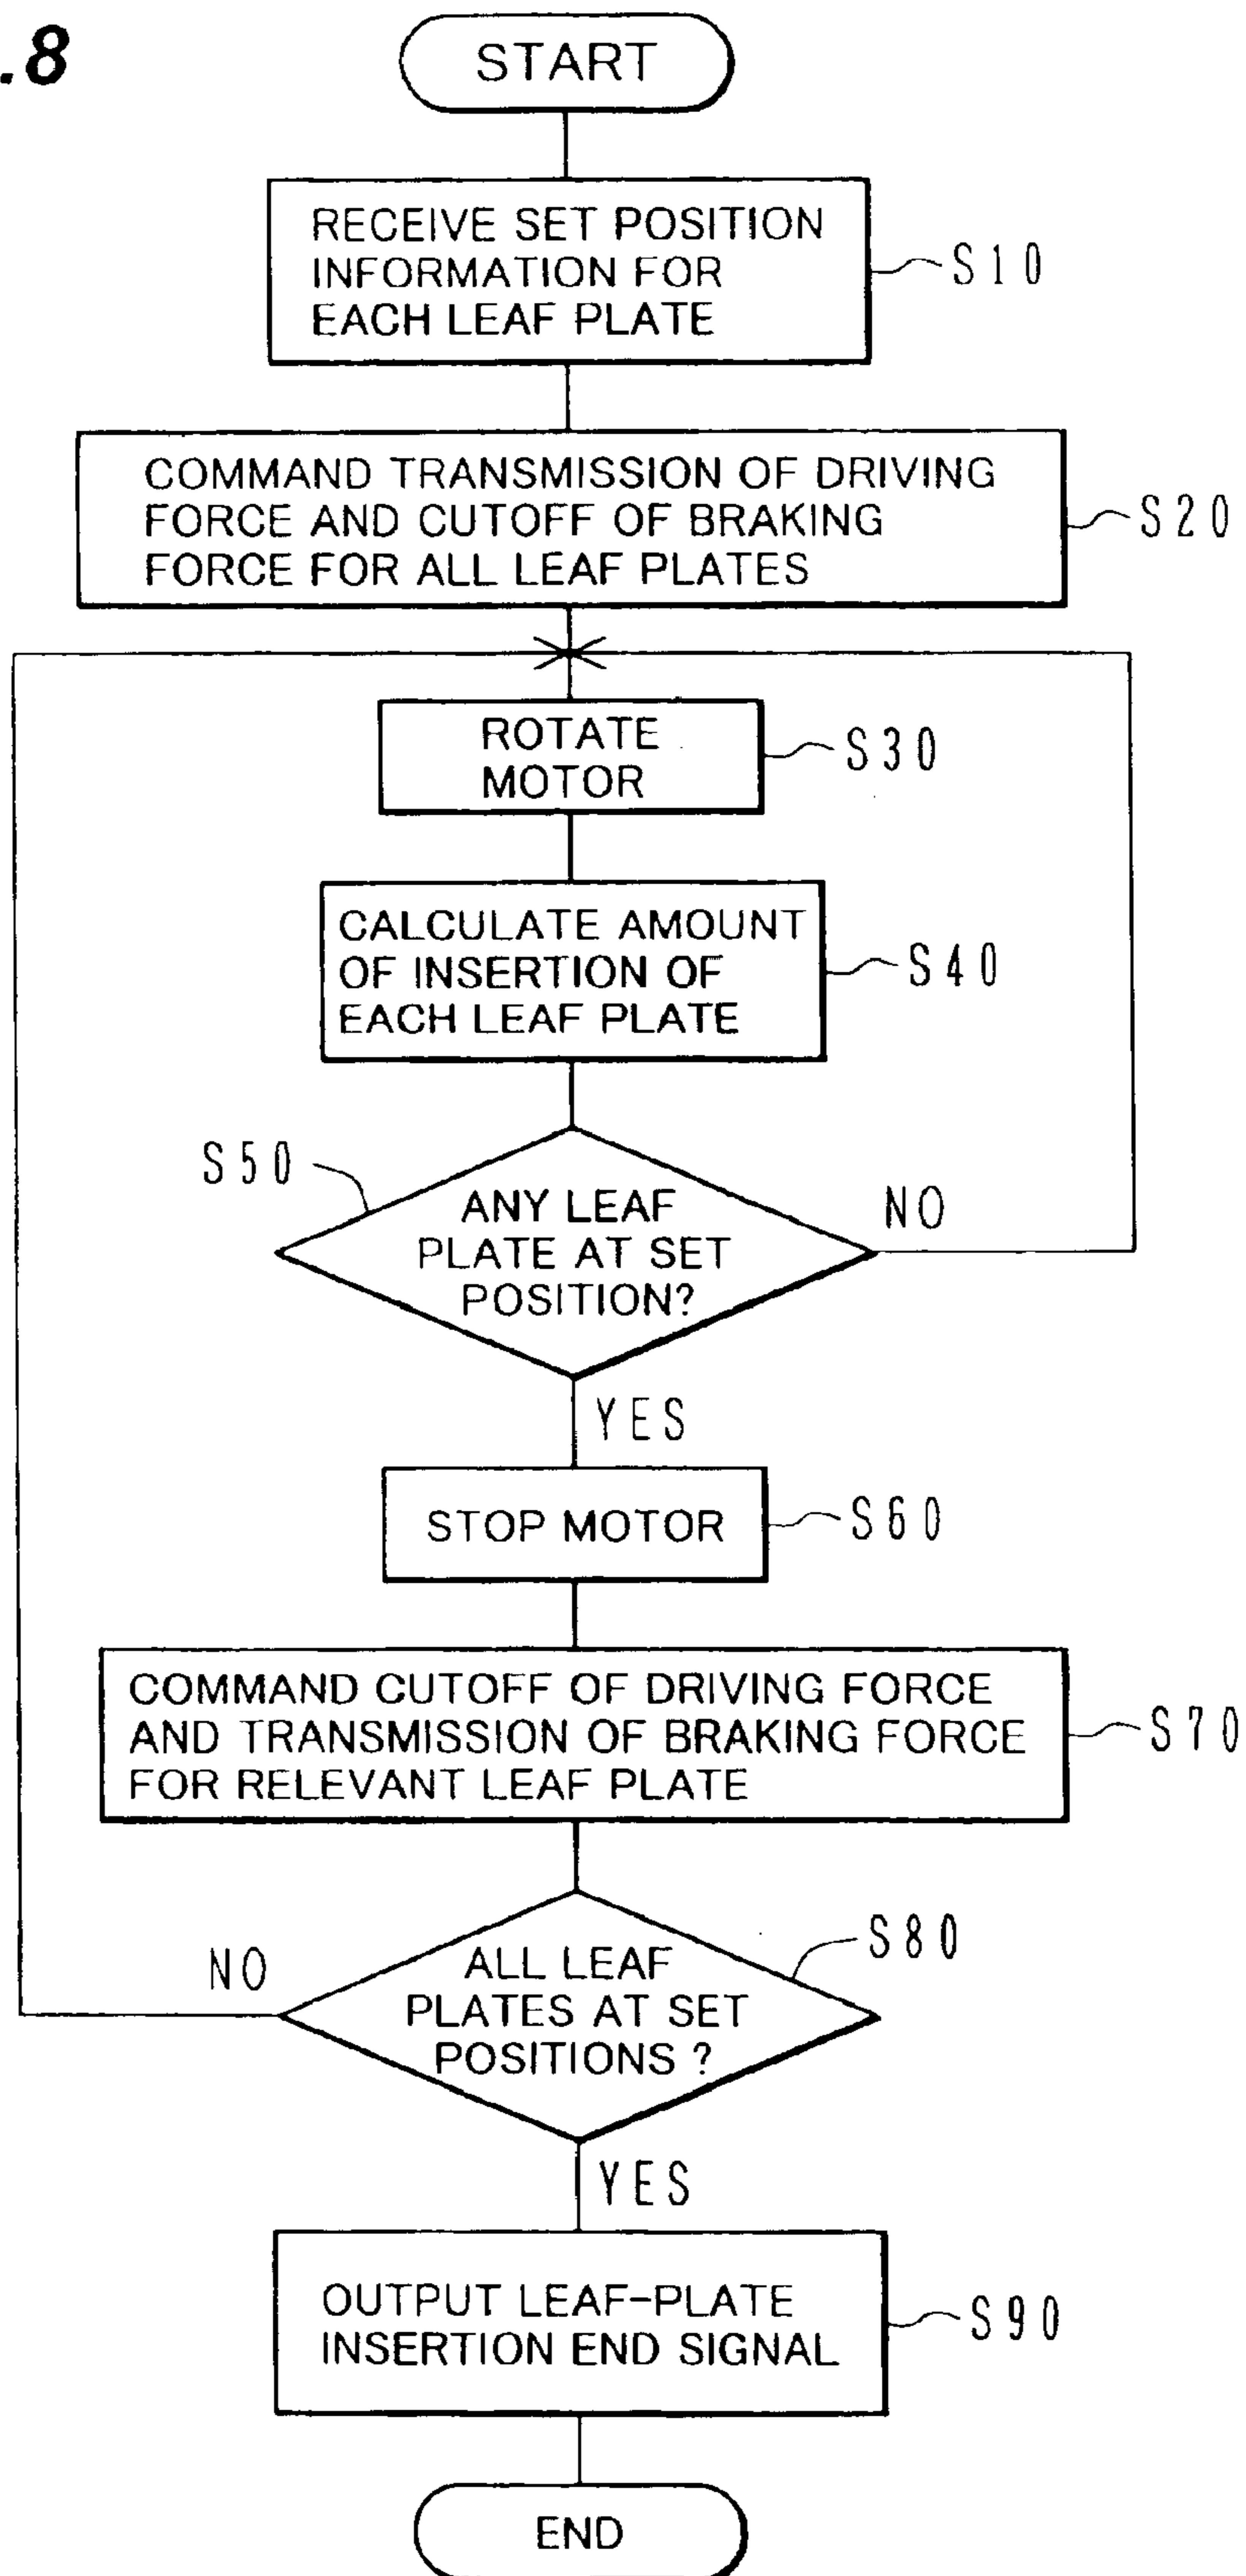 .8
START
RECEIVE SET POSITION
INFORMATION FOR
EACH LEAF PLATE
S10
COMMAND TRANSMISSION OF DRIVING
FORCE AND CUTOFF OF BRAKING
FORCE FOR ALL LEAF PLATES
S20
ROTATE
MOTOR
S30
CALCULATE AMOUNT
OF INSERTION OF
EACH LEAF PLATE
S40
S50
ANY LEAF
PLATE AT SET
POSITION?
NO
YES
STOP MOTOR
S60
COMMAND CUTOFF OF DRIVING FORCE
AND TRANSMISSION OF BRAKING FORCE
FOR RELEVANT LEAF PLATE
S70
S80
NO
ALL LEAF
PLATES AT SET
POSITIONS ?
YES
OUTPUT LEAF-PLATE
INSERTION END SIGNAL
S90
END